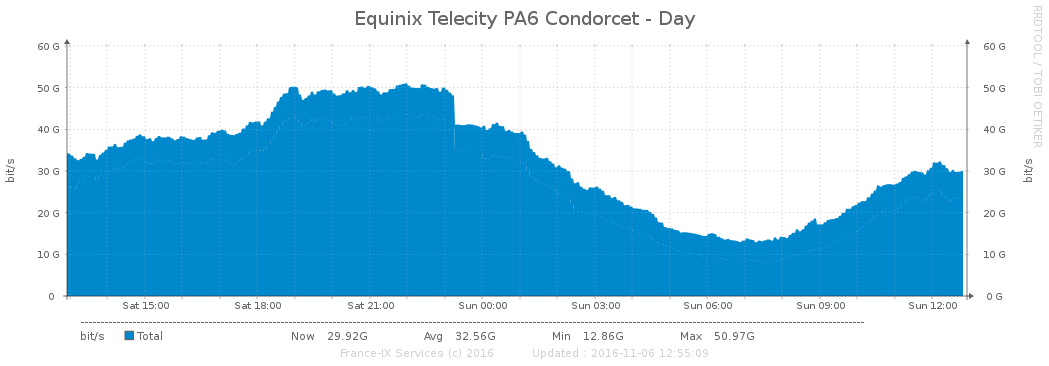 Equinix Telecity PA6 Condorcet - Day
RRDTOOL / TOBI OETIKER
60 G 60 G
50 G 50 G
40 G 40 G
30 G 30 G
20 G 20 G
10 G 10 G
0 0 G
bit/s bit/s
Sat 15:00 Sat 18:00 Sat 21:00 Sun 00:00 Sun 03:00 Sun 06:00 Sun 09:00 Sun 12:00
bit/s Total Now 29.92G Avg 32.56G Min 12.86G Max 50.97G
France-IX Services (c) 2016 Updated : 2016-11-06 12:55:09